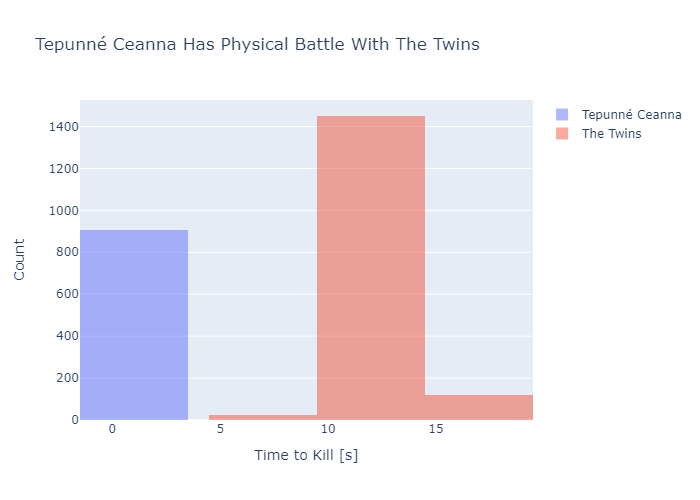 Tepunné Ceanna Has Physical Battle With The Twins
Tepunné Ceanna
The Twins
1400
1200
1000
800
600
400
200
0
0 5 10 15
Count
Time to Kill [s]